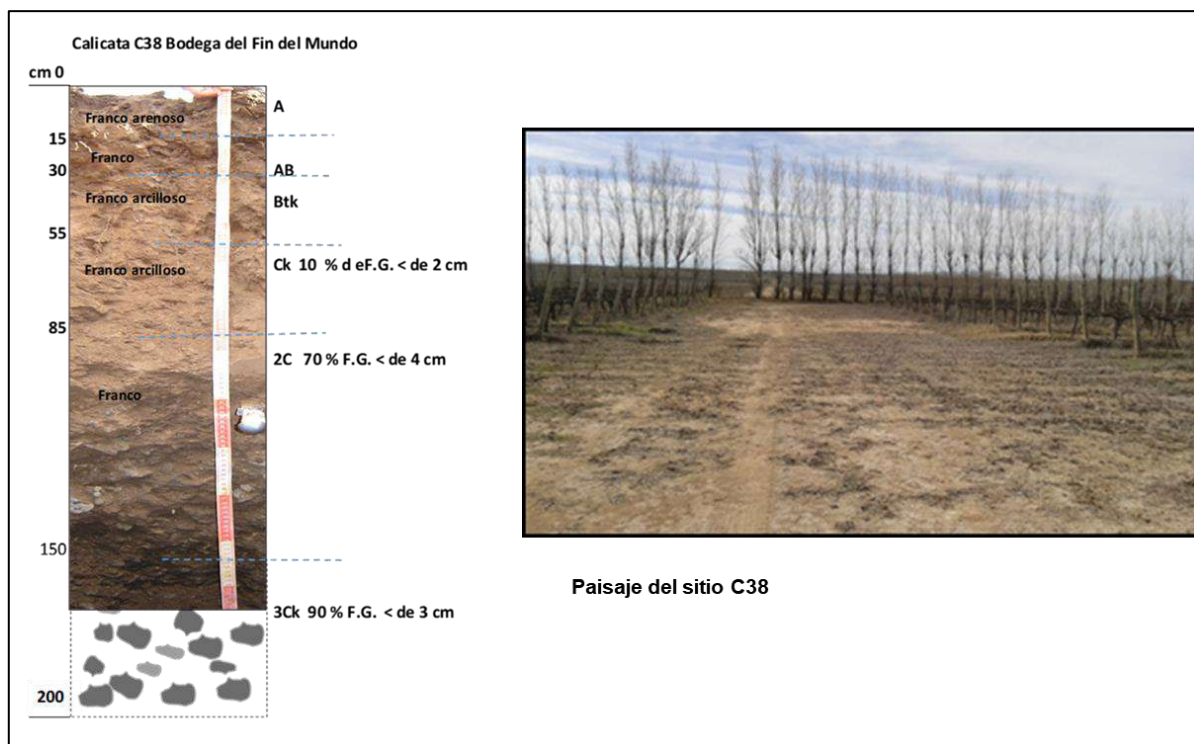 Calicata C38 Bodega del Fin del Mundo
cm 0
A
Franco arenoso
15
Franco
30
AB
Franco arcilloso
Btk
55
Ck 10 % d eF.G. < de 2 cm
Franco arcilloso
85
2C 70 % F.G. < de 4 cm
Franco
150
Paisaje del sitio C38
3Ck 90 % F.G. < de 3 cm
200